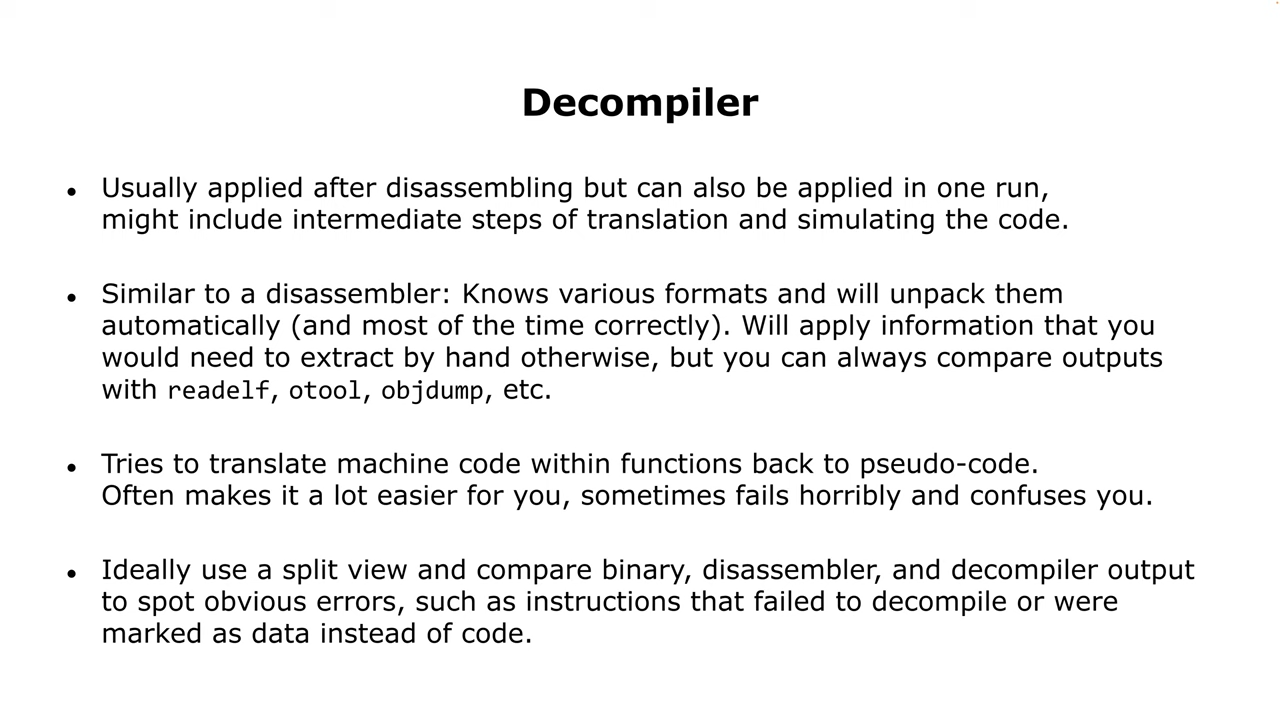 Decompiler
● Usually applied after disassembling but can also be applied in one run,
might include intermediate steps of translation and simulating the code.
● Similar to a disassembler: Knows various formats and will unpack them
automatically (and most of the time correctly). Will apply information that you
would need to extract by hand otherwise, but you can always compare outputs
with readelf, otool, objdump, etc.
● Tries to translate machine code within functions back to pseudo-code.
Often makes it a lot easier for you, sometimes fails horribly and confuses you.
● Ideally use a split view and compare binary, disassembler, and decompiler output
to spot obvious errors, such as instructions that failed to decompile or were
marked as data instead of code.